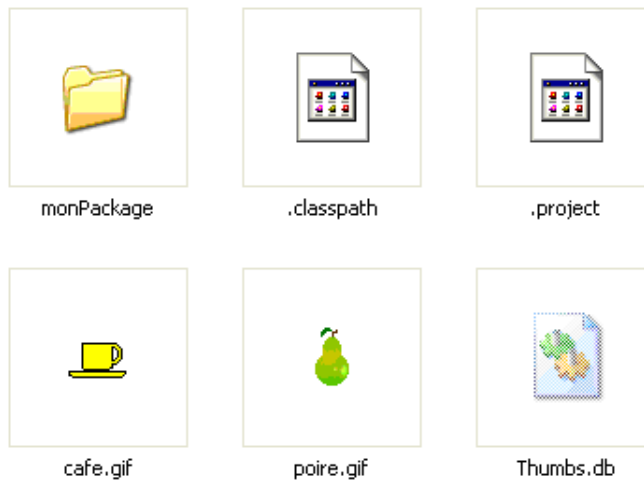 monPackage
.classpath
.project
cafe.gif
poire.gif
Thumbs.db